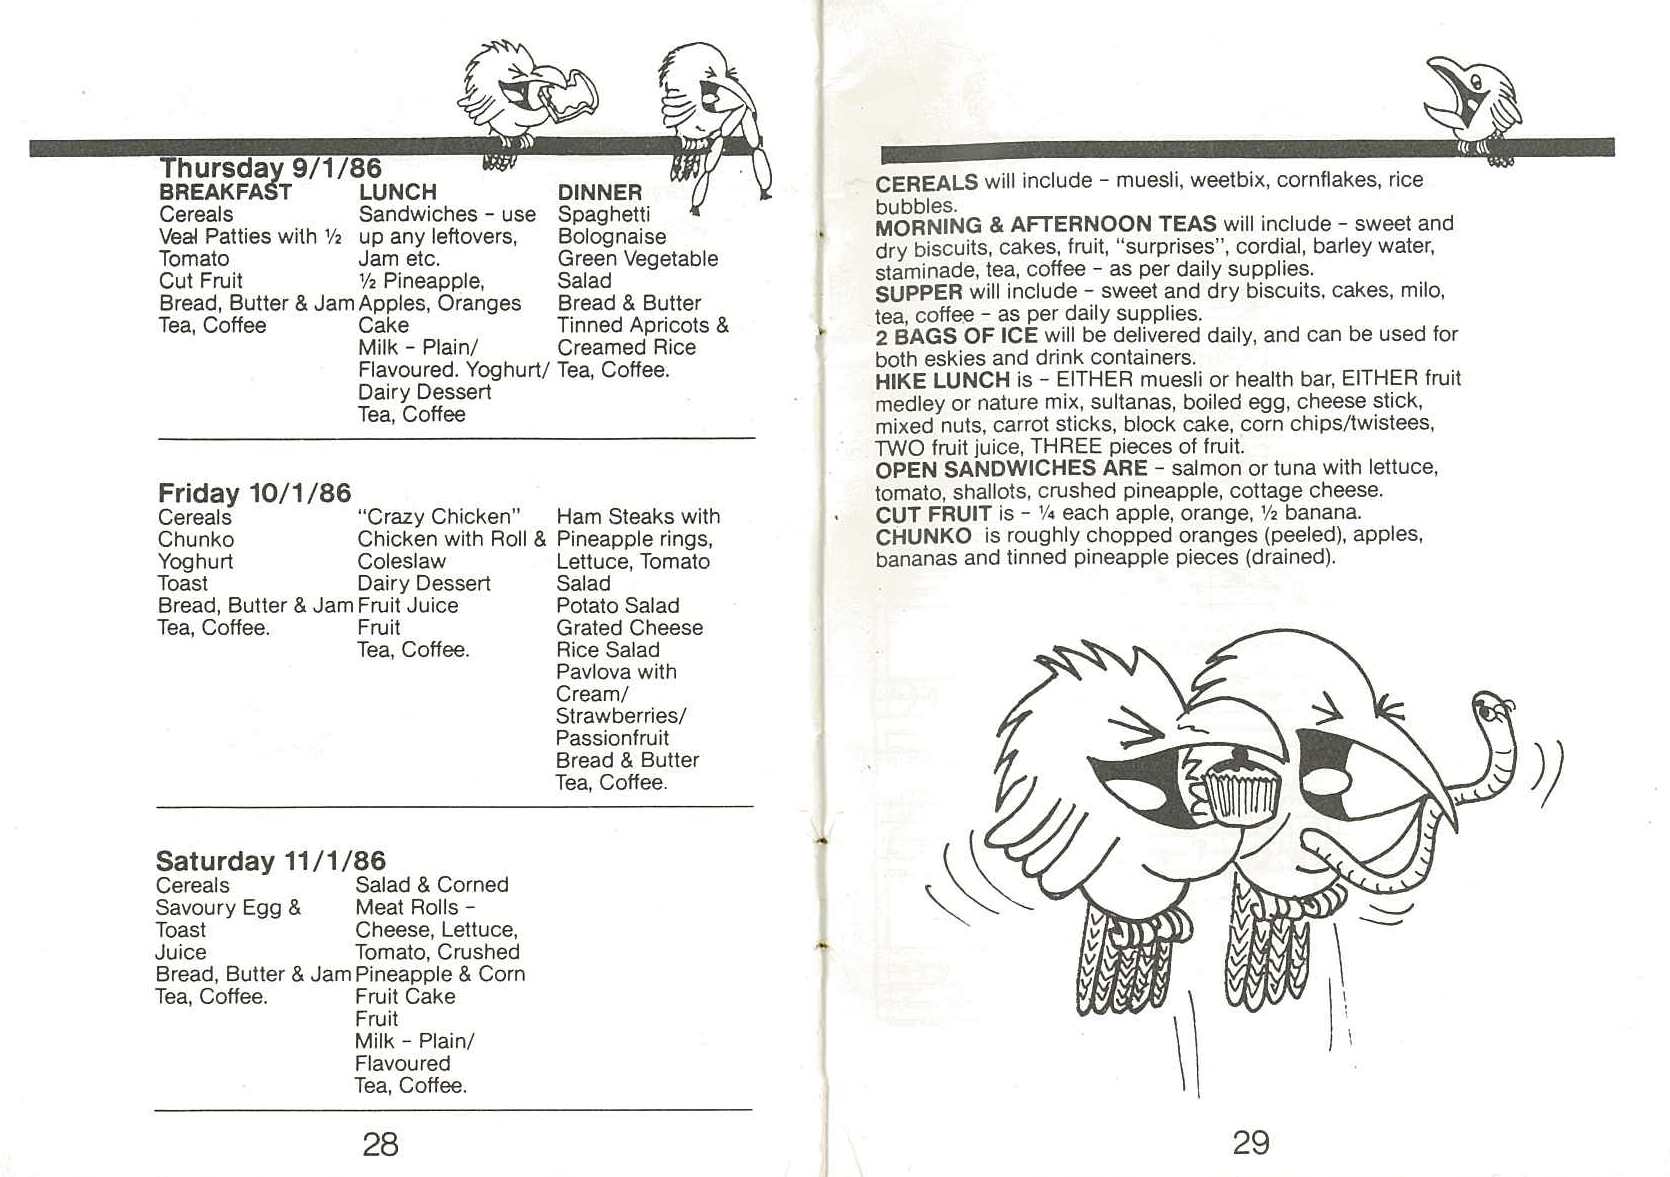 Thursday 9/1/86
BREAKFAST
Cereals
Veal Patties with ½
Tomato
Cut Fruit
Bread, Butter & Jam
Tea, Coffee
LUNCH
Sandwiches - use
up any leftovers,
Jam etc.
½ Pineapple,
Apples, Oranges
Cake
Milk - Plain/
Flavoured. Yoghurt/
Dairy Dessert
Tea, Coffee
DINNER
Spaghetti
Bolognaise
Green Vegetable
Salad
Bread & Butter
Tinned Apricots &
Creamed Rice
Tea, Coffee.
Friday 10/1/86
Cereals
Chunko
Yoghurt
Toast
Bread, Butter & Jam
Tea, Coffee.
"Crazy Chicken"
Chicken with Roll &
Coleslaw
Dairy Dessert
Fruit Juice
Fruit
Tea, Coffee.
Ham Steaks with
Pineapple rings,
Lettuce, Tomato
Salad
Potato Salad
Grated Cheese
Rice Salad
Pavlova with
Cream/
Strawberries/
Passionfruit
Bread & Butter
Tea, Coffee.
Saturday 11/1/86
Cereals
Savoury Egg &
Toast
Juice
Bread, Butter & Jam
Tea, Coffee.
Salad & Corned
Meat Rolls -
Cheese, Lettuce,
Tomato, Crushed
Pineapple & Corn
Fruit Cake
Fruit
Milk - Plain/
Flavoured
Tea, Coffee.
28
CEREALS will include - muesli, weetbix, cornflakes, rice
bubbles.
MORNING & AFTERNOON TEAS will include - sweet and
dry biscuits, cakes, fruit, "surprises", cordial, barley water,
staminade, tea, coffee - as per daily supplies.
SUPPER will include - sweet and dry biscuits, cakes, milo,
tea, coffee - as per daily supplies.
2 BAGS OF ICE will be delivered daily, and can be used for
both eskies and drink containers.
HIKE LUNCH is - EITHER muesli or health bar, EITHER fruit
medley or nature mix, sultanas, boiled egg, cheese stick,
mixed nuts, carrot sticks, block cake, corn chips/twistees,
TWO fruit juice, THREE pieces of fruit.
OPEN SANDWICHES ARE - salmon or tuna with lettuce,
tomato, shallots, crushed pineapple, cottage cheese.
CUT FRUIT is - ¼ each apple, orange, ½ banana.
CHUNKO is roughly chopped oranges (peeled), apples,
bananas and tinned pineapple pieces (drained).
29